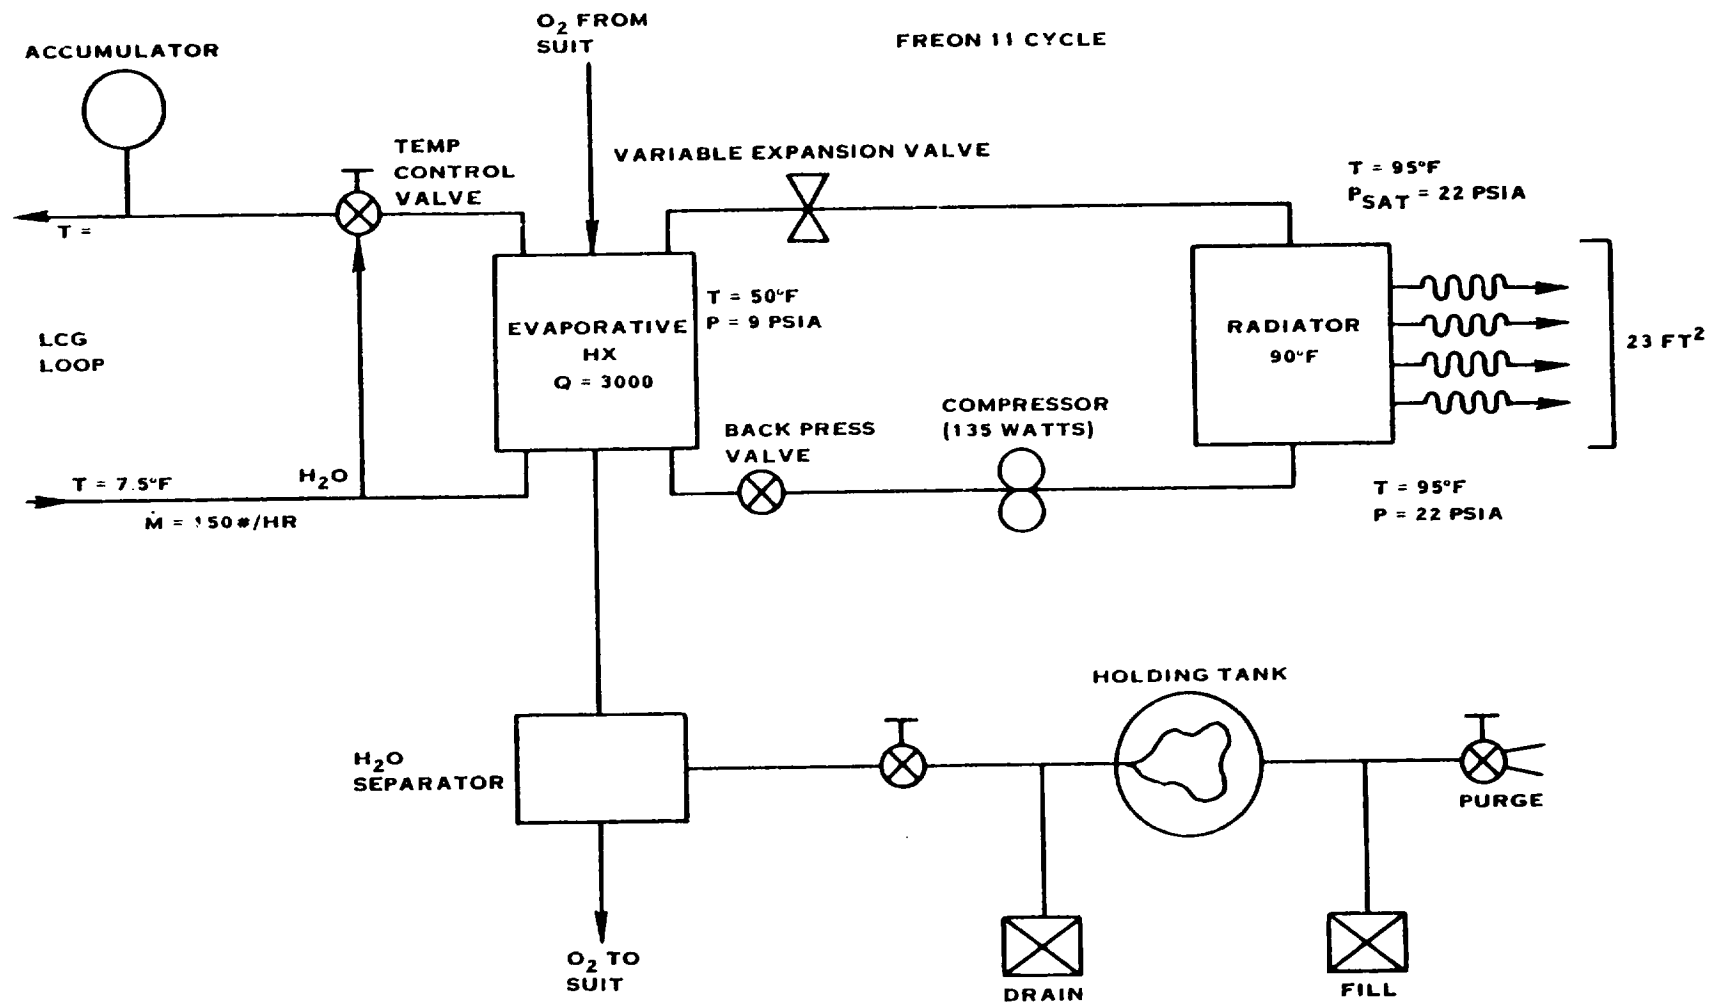 O2 FROM
SUIT
FREON 11 CYCLE
ACCUMULATOR
TEMP
CONTROL
VALVE
VARIABLE EXPANSION VALVE
T = 95°F
PSAT = 22 PSIA
T =
T = 50°F
P = 9 PSIA
EVAPORATIVE
HX
Q = 3000
RADIATOR
90°F
23 FT2
LCG
LOOP
COMPRESSOR
(135 WATTS)
BACK PRESS
VALVE
T = 7.5°F
H2O
Ṁ = 150#/HR
T = 95°F
P = 22 PSIA
HOLDING TANK
H2O
SEPARATOR
PURGE
O2 TO
SUIT
DRAIN
FILL